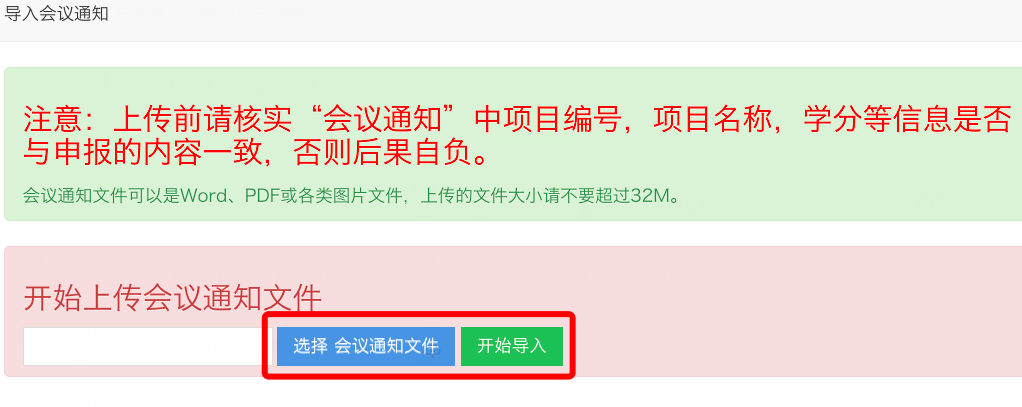 导入会议通知
注意：上传前请核实“会议通知”中项目编号，项目名称，学分等信息是否
与申报的内容一致，否则后果自负。
会议通知文件可以是Word、PDF或各类图片文件，上传的文件大小请不要超过32M。
开始上传会议通知文件
选择 会议通知文件 开始导入